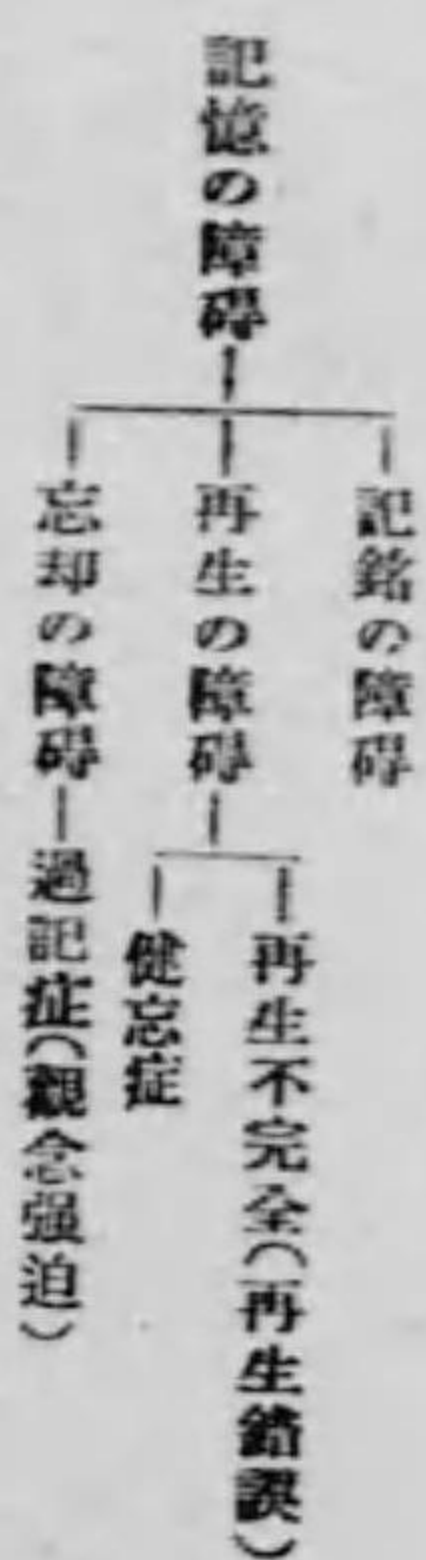 記憶の障碍
記銘の障碍
再生の障碍
再生不完全(再生錯誤)
健忘症
忘却の障碍
過記症(觀念强迫)